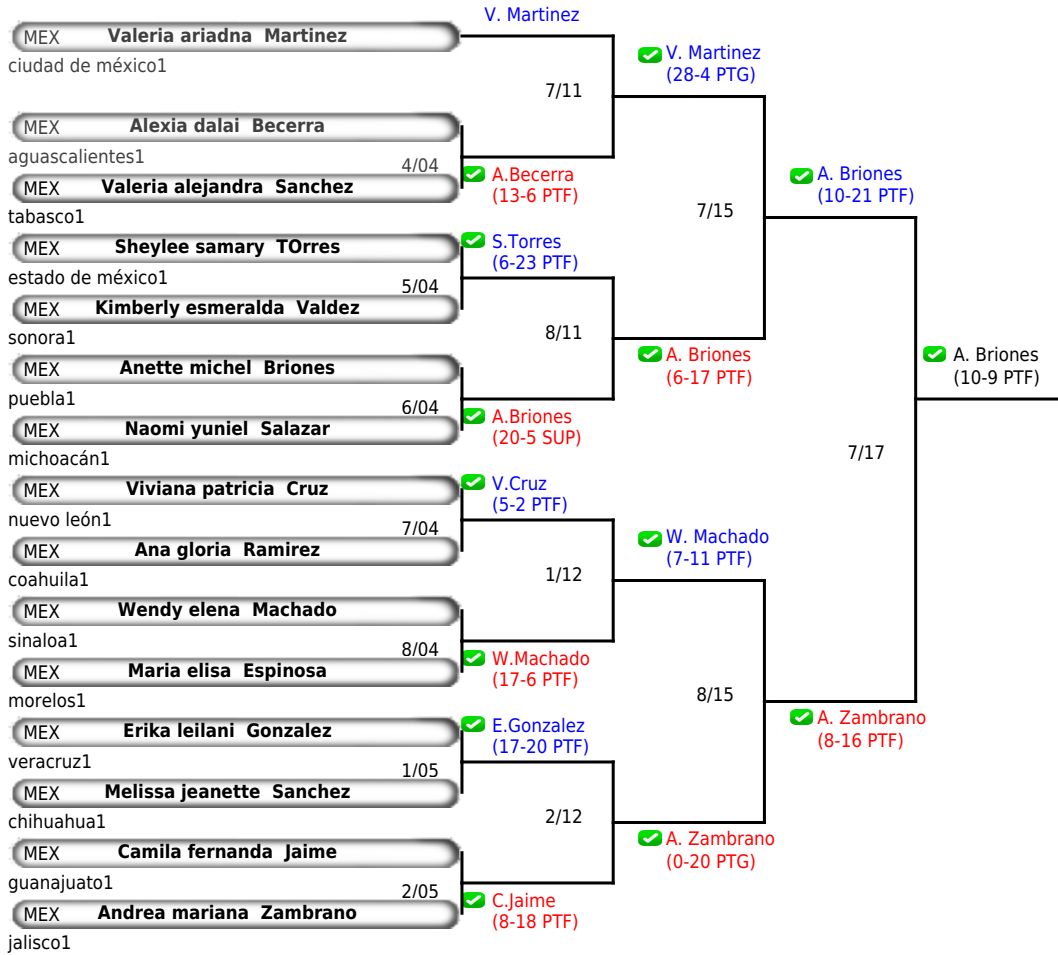 V. Martinez
MEX Valeria ariadna Martinez
ciudad de méxico1
V. Martinez
(28-4 PTG)
7/11
MEX Alexia dalai Becerra
aguascalientes1
4/04
A.Becerra
(13-6 PTF)
MEX Valeria alejandra Sanchez
tabasco1
7/15
A. Briones
(10-21 PTF)
MEX Sheylee samary TOrres
estado de méxico1
S.Torres
(6-23 PTF)
5/04
MEX Kimberly esmeralda Valdez
sonora1
8/11
A. Briones
(6-17 PTF)
A. Briones
(10-9 PTF)
MEX Anette michel Briones
puebla1
6/04
A.Briones
(20-5 SUP)
MEX Naomi yuniel Salazar
michoacán1
7/17
MEX Viviana patricia Cruz
nuevo león1
V.Cruz
(5-2 PTF)
7/04
MEX Ana gloria Ramirez
coahuila1
W. Machado
(7-11 PTF)
1/12
MEX Wendy elena Machado
sinaloa1
8/04
W.Machado
(17-6 PTF)
MEX Maria elisa Espinosa
morelos1
8/15
A. Zambrano
(8-16 PTF)
MEX Erika leilani Gonzalez
veracruz1
E.Gonzalez
(17-20 PTF)
1/05
MEX Melissa jeanette Sanchez
chihuahua1
2/12
A. Zambrano
(0-20 PTG)
MEX Camila fernanda Jaime
guanajuato1
2/05
C.Jaime
(8-18 PTF)
MEX Andrea mariana Zambrano
jalisco1